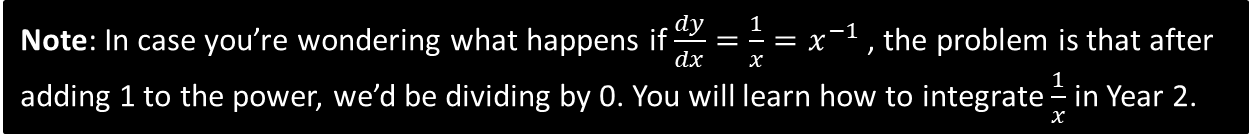 Note: In case you're wondering what happens if dy/dx = 1/x = x⁻¹ , the problem is that after
adding 1 to the power, we'd be dividing by 0. You will learn how to integrate 1/x in Year 2.